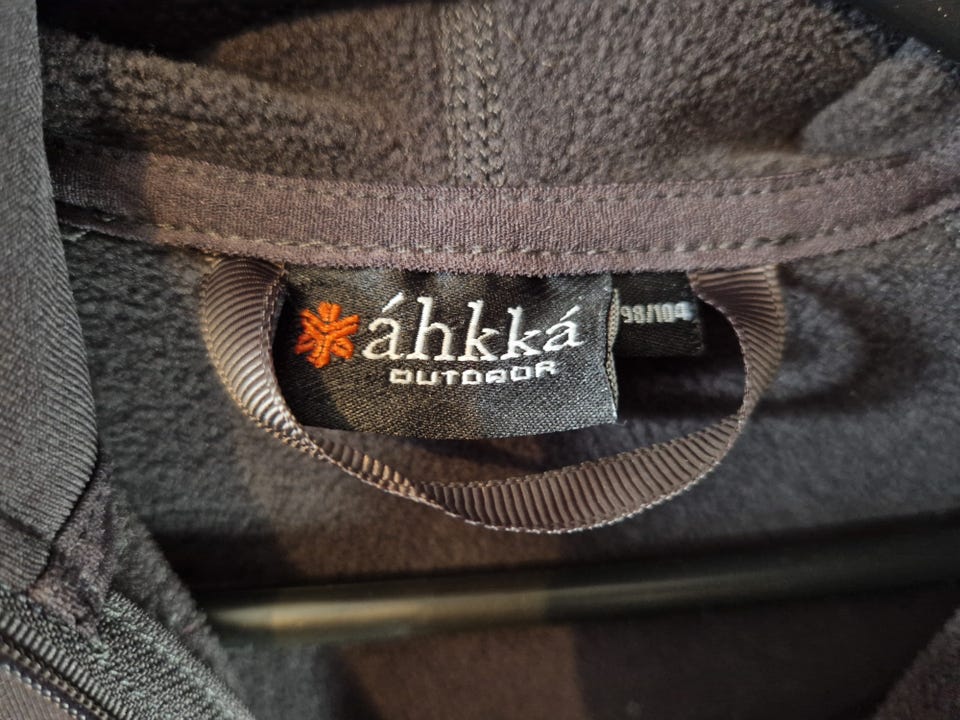 áhkká
OUTDOOR
98/104